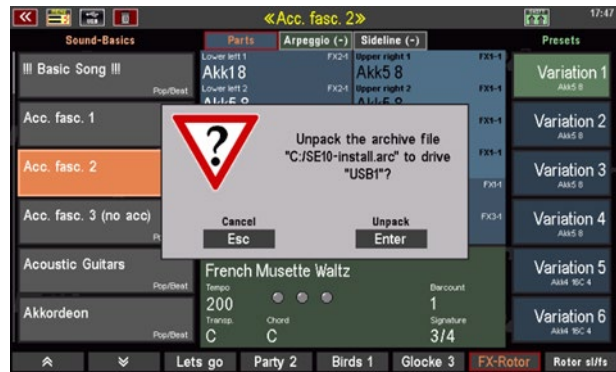 «Acc. fasc. 2»
17:47
Sound-Basics
Parts
Arpeggio (-)
Sideline (-)
Presets
!!! Basic Song !!!
Pop/Beat
Acc. fasc. 1
Acc. fasc. 2
Acc. fasc. 3 (no acc)
Acoustic Guitars
Pop/Beat
Akkordeon
Pop/Beat
Lower left 1
FX2-1
Akk1 8
Lower left 2
FX2-1
Upper right 1
FX1-1
Akk5 8
Upper right 2
FX1-1
FX1-1
FX1-1
FX3-1
Unpack the archive file
"C:/SE10-install.arc" to drive
"USB1"?
Cancel
Esc
Unpack
Enter
French Musette Waltz
Tempo
200
Barcount
1
Transp.
C
Chord
C
Signature
3/4
Variation 1
Akk5 8
Variation 2
Akk5 8
Variation 3
Akk5 8
Variation 4
Akk5 8
Variation 5
Akk4 16C 4
Variation 6
Akk4 16C 4
Lets go
Party 2
Birds 1
Glocke 3
FX-Rotor
Rotor sl/fs